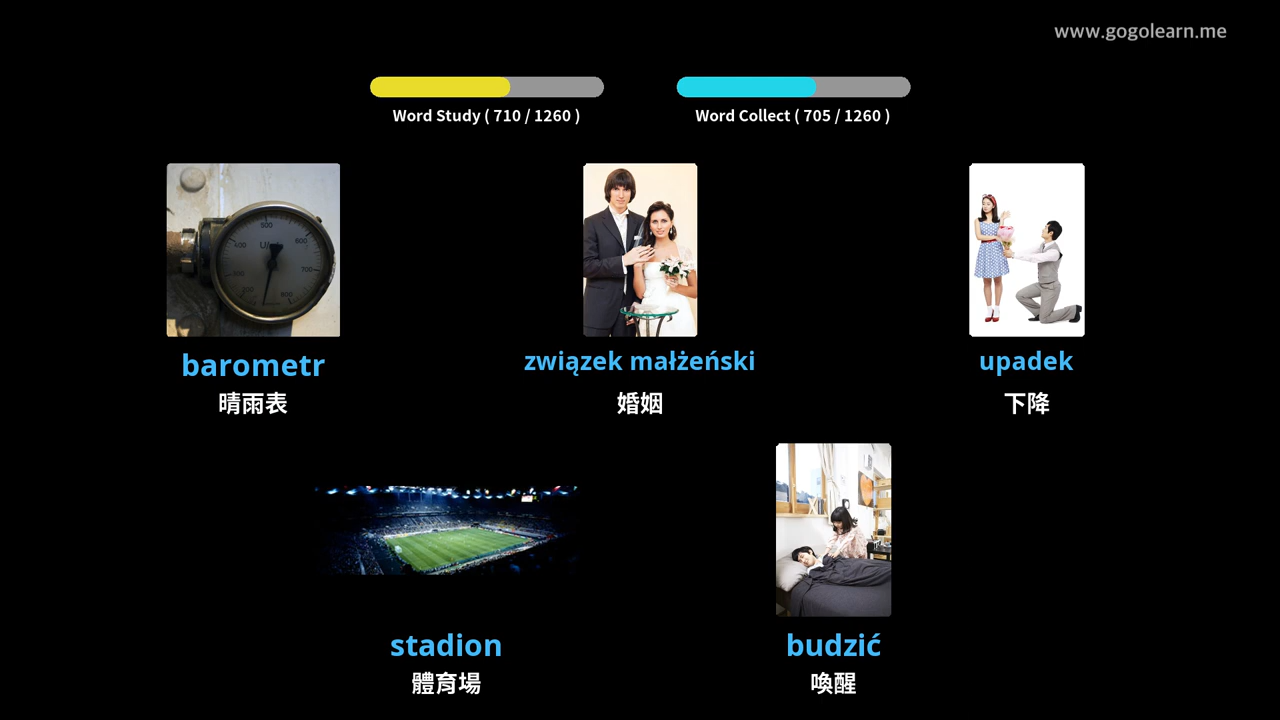 www.gogolearn.me
Word Study ( 710 / 1260 )
Word Collect ( 705 / 1260 )
barometr
晴雨表
związek małżeński
婚姻
upadek
下降
stadion
體育場
budzić
喚醒